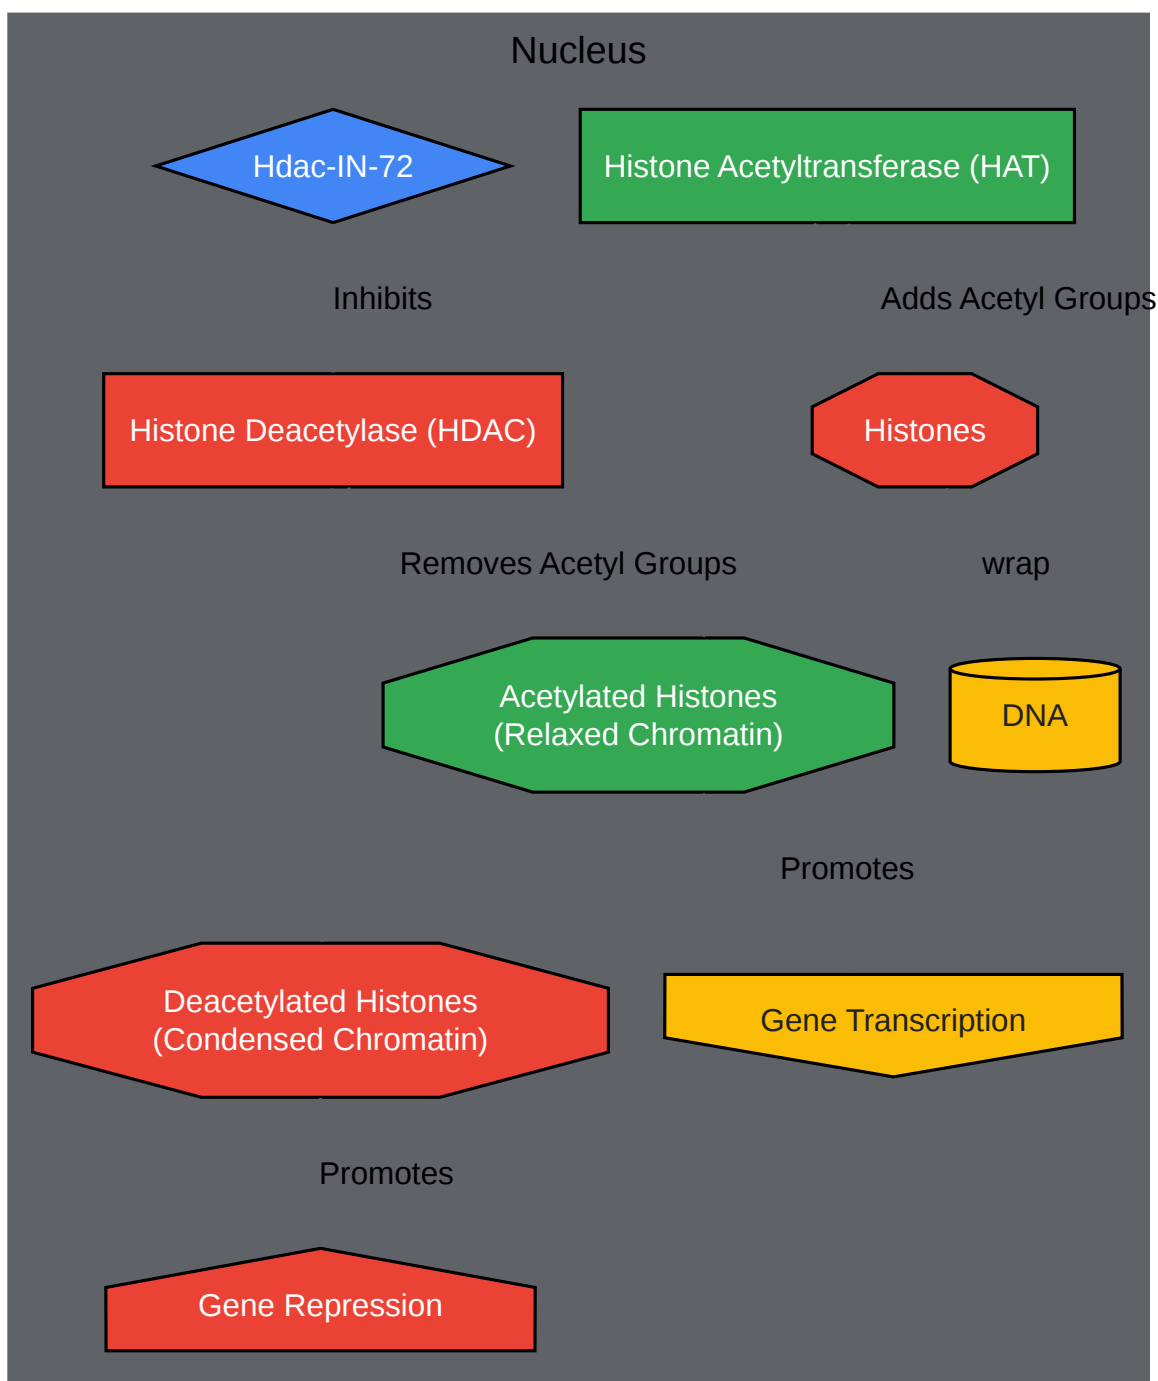 Nucleus
Hdac-IN-72
Histone Acetyltransferase (HAT)
Inhibits
Adds Acetyl Groups
Histone Deacetylase (HDAC)
Histones
Removes Acetyl Groups
wrap
Acetylated Histones
(Relaxed Chromatin)
DNA
Promotes
Deacetylated Histones
(Condensed Chromatin)
Gene Transcription
Promotes
Gene Repression